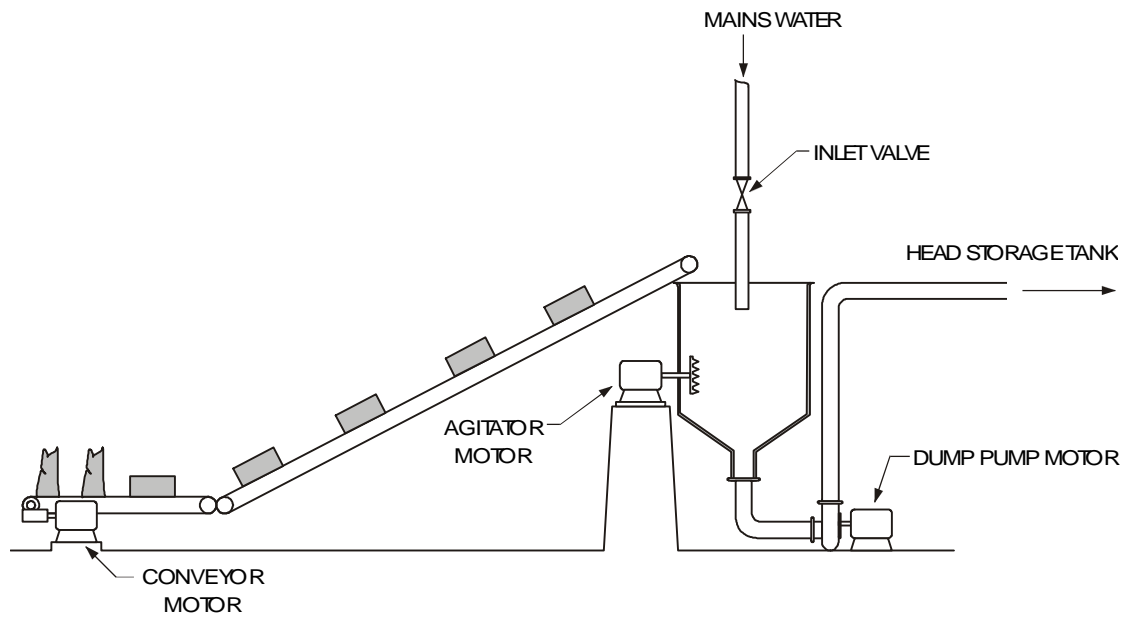 MAINS WATER
INLET VALVE
HEAD STORAGE TANK
AGITATOR
MOTOR
DUMP PUMP MOTOR
CONVEYOR
MOTOR